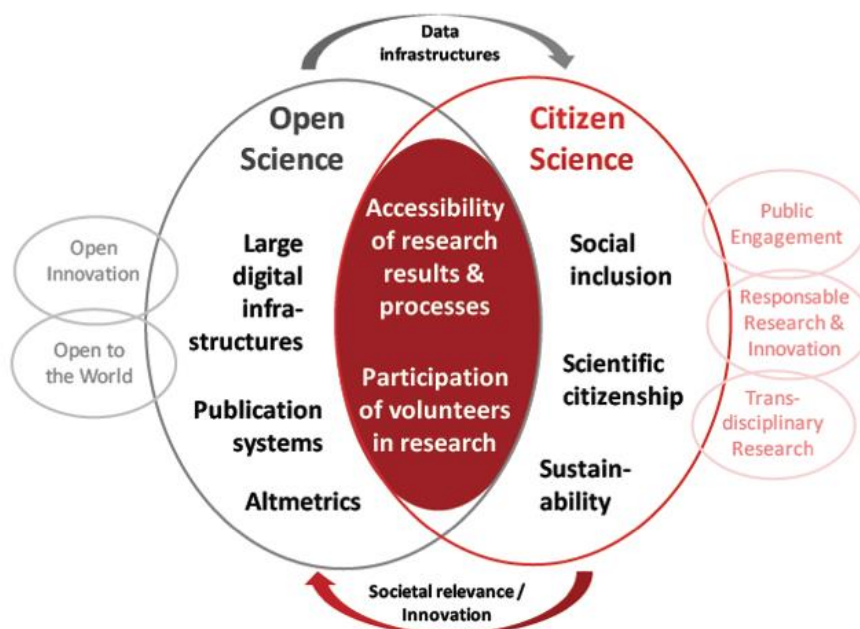 Data
infrastructures
Open
Science
Citizen
Science
Open
Innovation
Open to
the World
Large
digital
infra-
structures
Publication
systems
Altmetrics
Accessibility
of research
results &
processes
Participation
of volunteers
in research
Social
inclusion
Scientific
citizenship
Sustain-
ability
Public
Engagement
Responsable
Research &
Innovation
Trans-
disciplinary
Research
Societal relevance /
Innovation